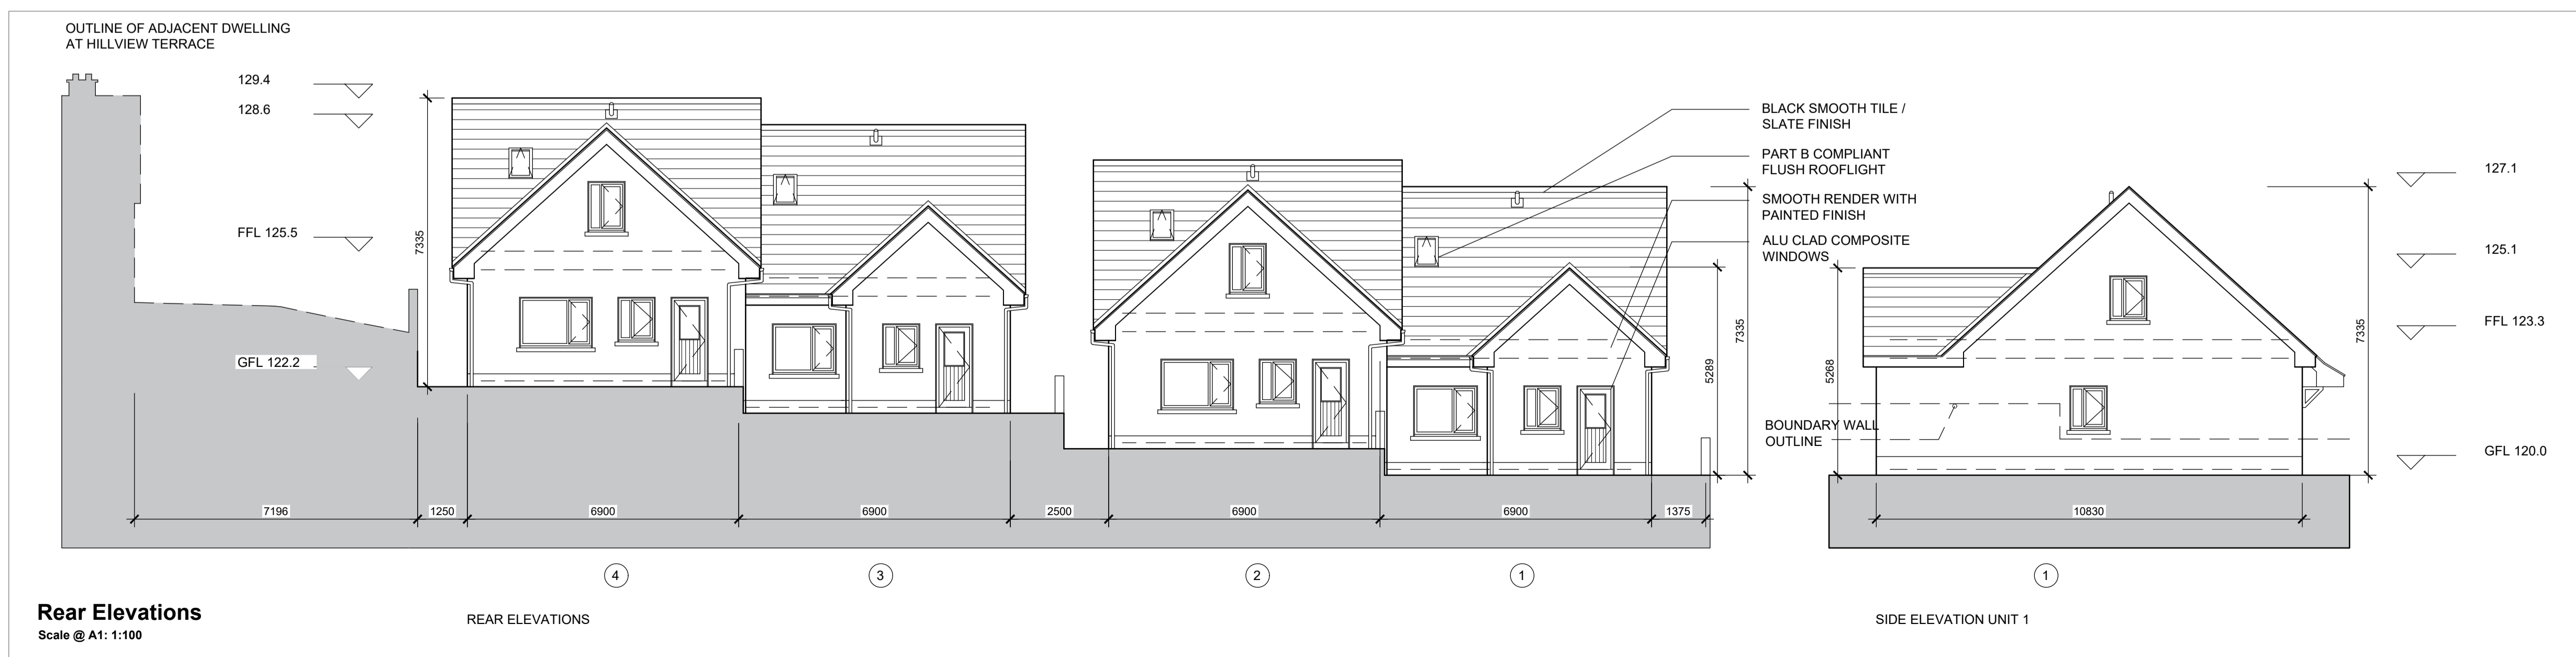 OUTLINE OF ADJACENT DWELLING
AT HILLVIEW TERRACE
129.4
128.6
FFL 125.5
GFL 122.2
7335
BLACK SMOOTH TILE /
SLATE FINISH
PART B COMPLIANT
FLUSH ROOFLIGHT
SMOOTH RENDER WITH
PAINTED FINISH
ALU CLAD COMPOSITE
WINDOWS
7335
5289
5268
BOUNDARY WALL
OUTLINE
7335
127.1
125.1
FFL 123.3
GFL 120.0
7196
1250
6900
6900
2500
6900
6900
1375
10830
4
3
2
1
1
Rear Elevations
Scale @ A1: 1:100
REAR ELEVATIONS
SIDE ELEVATION UNIT 1